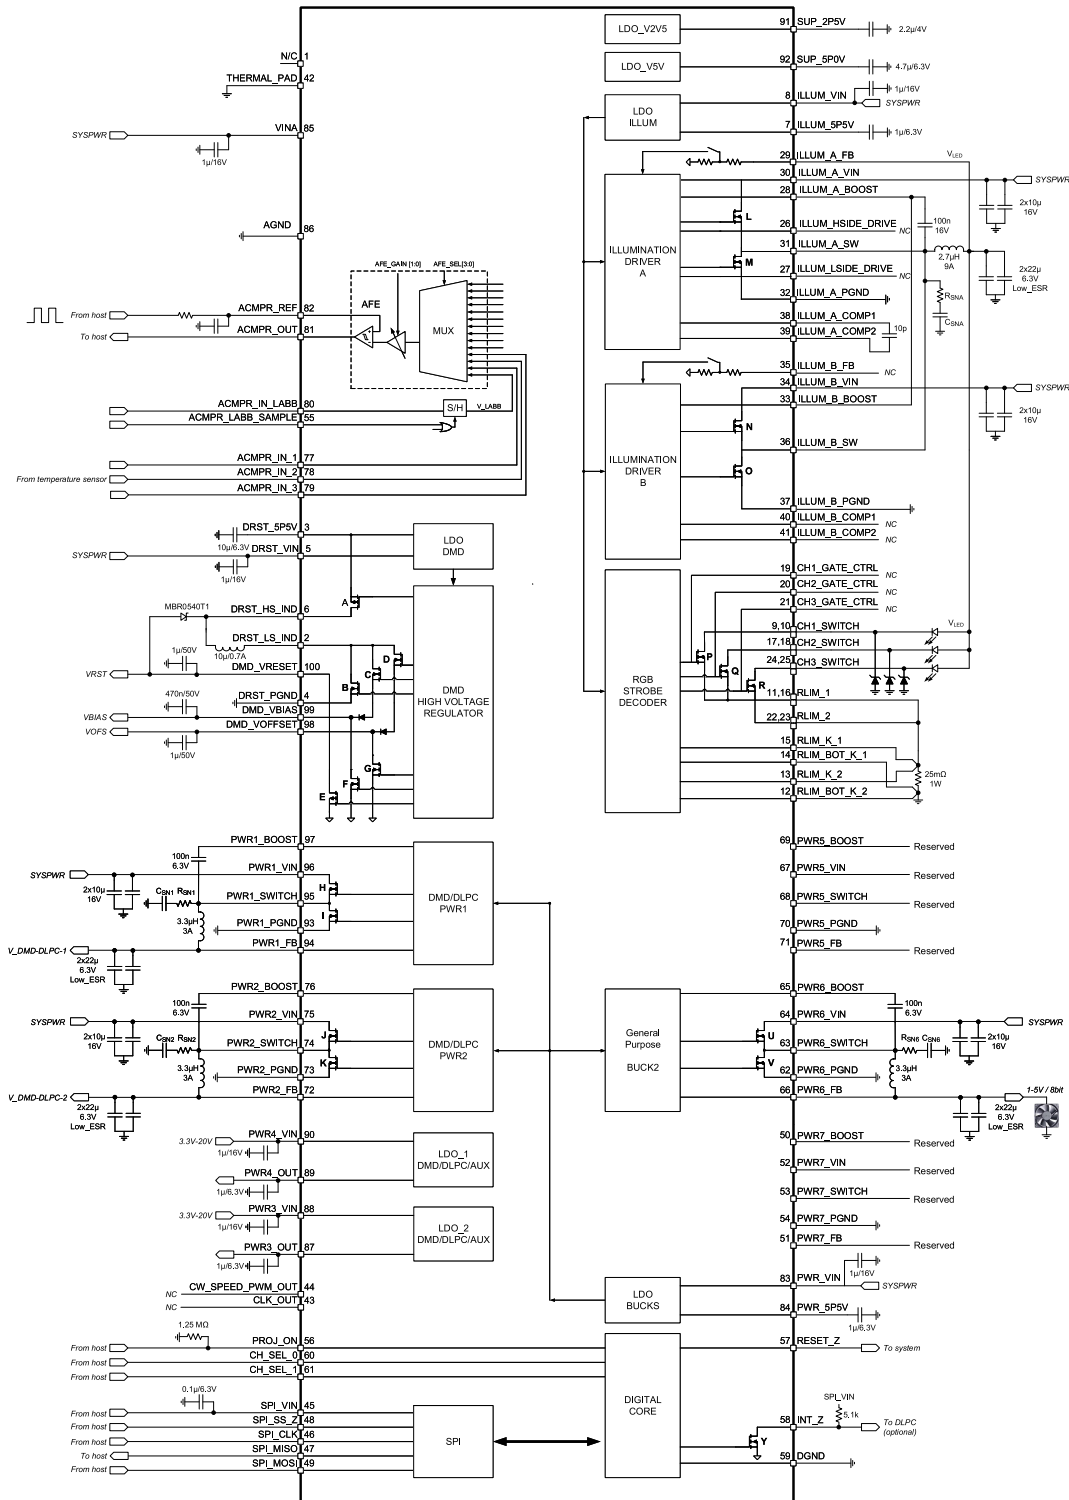 N/C 1
THERMAL_PAD 42
SYSPWR VINA 85
1µ/16V
AGND 86
AFE_GAIN [1:0] AFE_SEL[3:0]
AFE
MUX
From host ACMPR_REF 82
To host ACMPR_OUT 81
ACMPR_IN_LABB 80
S/H V_LABB
ACMPR_LABB_SAMPLE 55
ACMPR_IN_1 77
From temperature sensor ACMPR_IN_2 78
ACMPR_IN_3 79
DRST_5P5V 3
10µ/6.3V
SYSPWR DRST_VIN 5
1µ/16V
LDO
DMD
MBR0540T1
A
DRST_HS_IND 6
DRST_LS_IND 2
10µ/0.7A
1µ/50V
VRST DMD_VRESET 100
470n/50V
DRST_PGND 4
VBIAS DMD_VBIAS 99
VOFS DMD_VOFFSET 98
1µ/50V
B
C
D
E
F
G
DMD
HIGH VOLTAGE
REGULATOR
PWR1_BOOST 97
100n
6.3V
SYSPWR PWR1_VIN 96
2x10µ
16V
CSN1 RSN1
PWR1_SWITCH 95
3.3µH
3A
PWR1_PGND 93
V_DMD-DLPC-1 PWR1_FB 94
2x22µ
6.3V
Low_ESR
H
I
DMD/DLPC
PWR1
PWR2_BOOST 76
100n
6.3V
SYSPWR PWR2_VIN 75
2x10µ
16V
CSN2 RSN2
PWR2_SWITCH 74
3.3µH
3A
PWR2_PGND 73
V_DMD-DLPC-2 PWR2_FB 72
2x22µ
6.3V
Low_ESR
J
K
DMD/DLPC
PWR2
3.3V-20V PWR4_VIN 90
1µ/16V
PWR4_OUT 89
1µ/6.3V
LDO_1
DMD/DLPC/AUX
3.3V-20V PWR3_VIN 88
1µ/16V
PWR3_OUT 87
1µ/6.3V
LDO_2
DMD/DLPC/AUX
NC CW_SPEED_PWM_OUT 44
NC CLK_OUT 43
1.25 MΩ
From host PROJ_ON 56
From host CH_SEL_0 60
From host CH_SEL_1 61
0.1µ/6.3V
From host SPI_VIN 45
From host SPI_SS_Z 48
From host SPI_CLK 46
To host SPI_MISO 47
From host SPI_MOSI 49
SPI
LDO_V2V5
91 SUP_2P5V
2.2µ/4V
LDO_V5V
92 SUP_5P0V
4.7µ/6.3V
1µ/16V
LDO
ILLUM
8 ILLUM_VIN SYSPWR
7 ILLUM_5P5V
1µ/6.3V
29 ILLUM_A_FB VLED
30 ILLUM_A_VIN SYSPWR
28 ILLUM_A_BOOST
2x10µ
16V
100n
16V
L
26 ILLUM_HSIDE_DRIVE NC
31 ILLUM_A_SW
2.7µH
9A
2x22µ
6.3V
Low_ESR
ILLUMINATION
DRIVER
A
M
27 ILLUM_LSIDE_DRIVE NC
32 ILLUM_A_PGND
RSNA
CSNA
38 ILLUM_A_COMP1
39 ILLUM_A_COMP2
10p
35 ILLUM_B_FB NC
34 ILLUM_B_VIN SYSPWR
33 ILLUM_B_BOOST
2x10µ
16V
N
36 ILLUM_B_SW
ILLUMINATION
DRIVER
B
O
37 ILLUM_B_PGND
40 ILLUM_B_COMP1 NC
41 ILLUM_B_COMP2 NC
19 CH1_GATE_CTRL NC
20 CH2_GATE_CTRL NC
21 CH3_GATE_CTRL NC
9,10 CH1_SWITCH VLED
17,18 CH2_SWITCH
24,25 CH3_SWITCH
P
Q
R
RGB
STROBE
DECODER
11,16 RLIM_1
22,23 RLIM_2
15 RLIM_K_1
14 RLIM_BOT_K_1
13 RLIM_K_2
12 RLIM_BOT_K_2
25mΩ
1W
69 PWR5_BOOST Reserved
67 PWR5_VIN Reserved
68 PWR5_SWITCH Reserved
70 PWR5_PGND
71 PWR5_FB Reserved
65 PWR6_BOOST
100n
6.3V
64 PWR6_VIN SYSPWR
63 PWR6_SWITCH
RSN6 CSN6
2x10µ
16V
General
Purpose
BUCK2
U
V
62 PWR6_PGND
3.3µH
3A
66 PWR6_FB
1-5V / 8bit
2x22µ
6.3V
Low_ESR
50 PWR7_BOOST Reserved
52 PWR7_VIN Reserved
53 PWR7_SWITCH Reserved
54 PWR7_PGND
51 PWR7_FB Reserved
1µ/16V
LDO
BUCKS
83 PWR_VIN SYSPWR
84 PWR_5P5V
1µ/6.3V
57 RESET_Z To system
DIGITAL
CORE
SPI_VIN
5.1k
58 INT_Z To DLPC
(optional)
Y
59 DGND